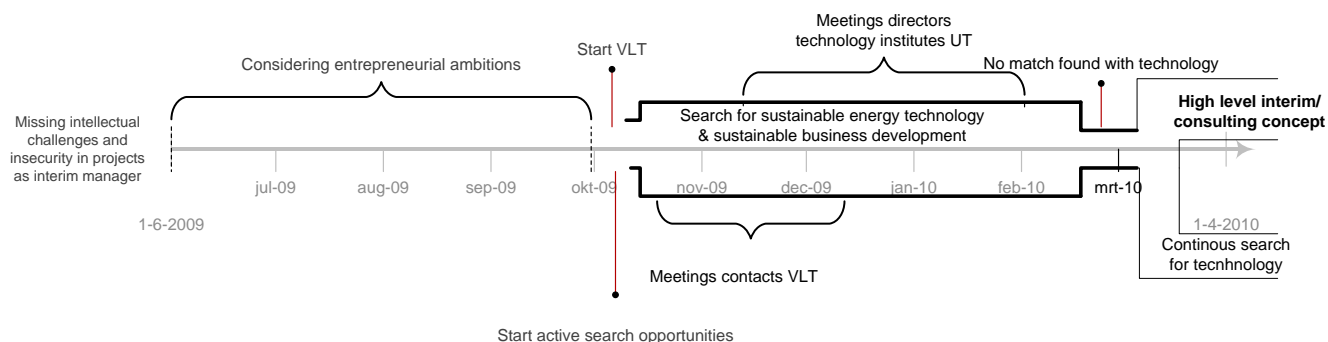 Meetings directors
technology institutes UT
Start VLT
Considering entrepreneurial ambitions
No match found with technology
High level interim/
consulting concept
Missing intellectual
challenges and
insecurity in projects
as interim manager
Search for sustainable energy technology
& sustainable business development
jul-09
aug-09
sep-09
okt-09
nov-09
dec-09
jan-10
feb-10
mrt-10
1-6-2009
1-4-2010
Continous search
for tecnhnology
Meetings contacts VLT
Start active search opportunities